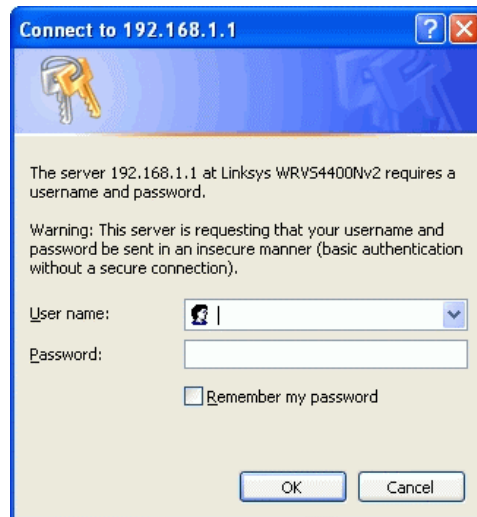 Connect to 192.168.1.1
The server 192.168.1.1 at Linksys WRVS4400Nv2 requires a
username and password.
Warning: This server is requesting that your username and
password be sent in an insecure manner (basic authentication
without a secure connection).
User name:
Password:
Remember my password
OK Cancel